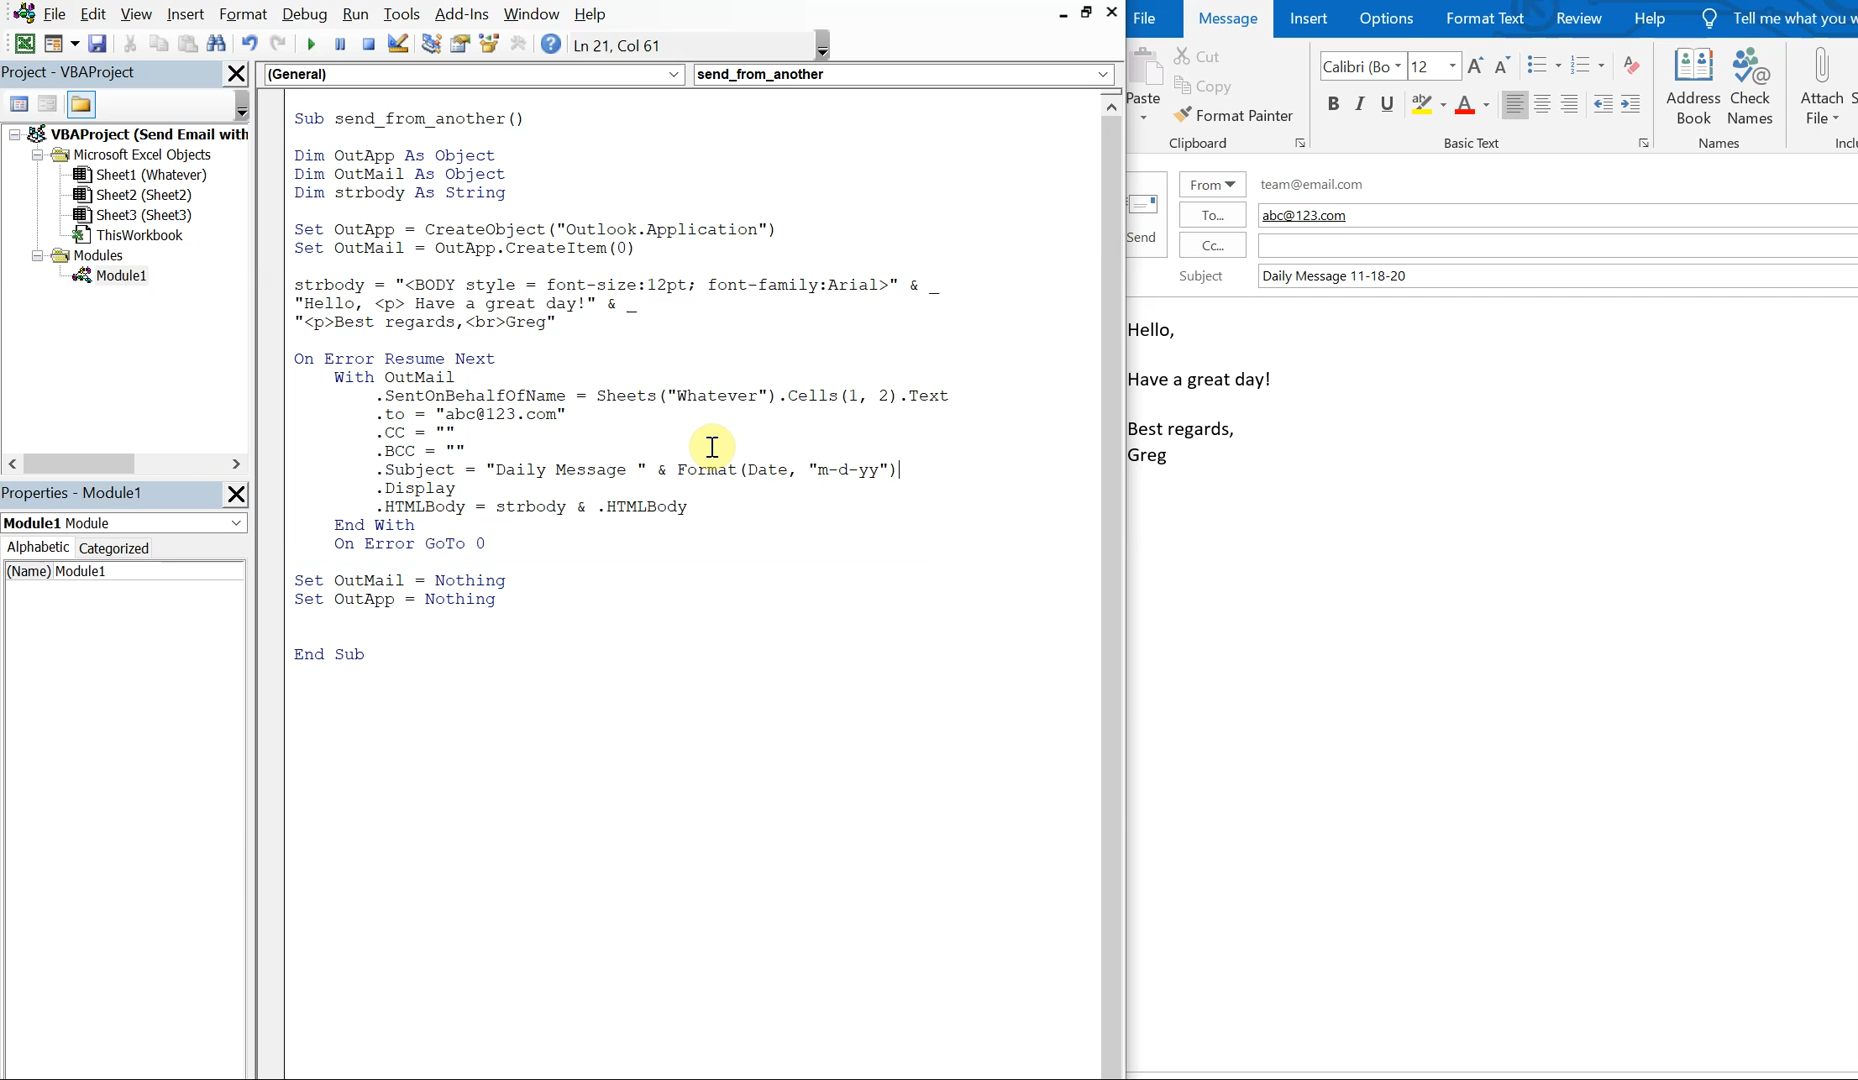 File Edit View Insert Format Debug Run Tools Add-Ins Window Help
Ln 21, Col 61
Project - VBAProject
VBAProject (Send Email with
Microsoft Excel Objects
Sheet1 (Whatever)
Sheet2 (Sheet2)
Sheet3 (Sheet3)
ThisWorkbook
Modules
Module1
Properties - Module1
Module1 Module
Alphabetic Categorized
(Name) Module1
(General) send_from_another
Sub send_from_another()
Dim OutApp As Object
Dim OutMail As Object
Dim strbody As String
Set OutApp = CreateObject("Outlook.Application")
Set OutMail = OutApp.CreateItem(0)
strbody = "<BODY style = font-size:12pt; font-family:Arial>" & _
"Hello, <p> Have a great day!" & _
"<p>Best regards,<br>Greg"
On Error Resume Next
With OutMail
.SentOnBehalfOfName = Sheets("Whatever").Cells(1, 2).Text
.to = "abc@123.com"
.CC = ""
.BCC = ""
.Subject = "Daily Message " & Format(Date, "m-d-yy")
.Display
.HTMLBody = strbody & .HTMLBody
End With
On Error GoTo 0
Set OutMail = Nothing
Set OutApp = Nothing
End Sub
File Message Insert Options Format Text Review Help Tell me what you w
Paste
Cut
Copy
Format Painter
Clipboard
Calibri (Bo 12
B I U
Basic Text
Address Book
Check Names
Names
Attach File
S
Inclu
Send
From team@email.com
To... abc@123.com
Cc...
Subject Daily Message 11-18-20
Hello,
Have a great day!
Best regards,
Greg